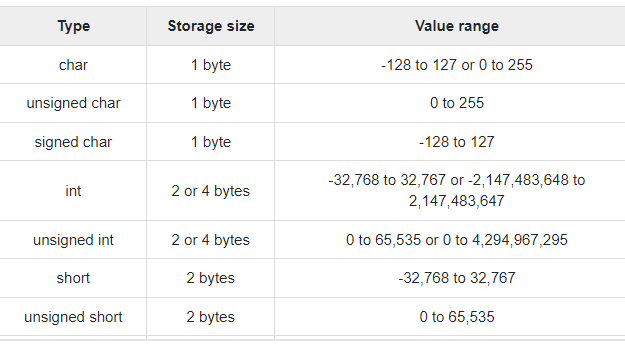 Type Storage size Value range
char 1 byte -128 to 127 or 0 to 255
unsigned char 1 byte 0 to 255
signed char 1 byte -128 to 127
int 2 or 4 bytes -32,768 to 32,767 or -2,147,483,648 to
2,147,483,647
unsigned int 2 or 4 bytes 0 to 65,535 or 0 to 4,294,967,295
short 2 bytes -32,768 to 32,767
unsigned short 2 bytes 0 to 65,535